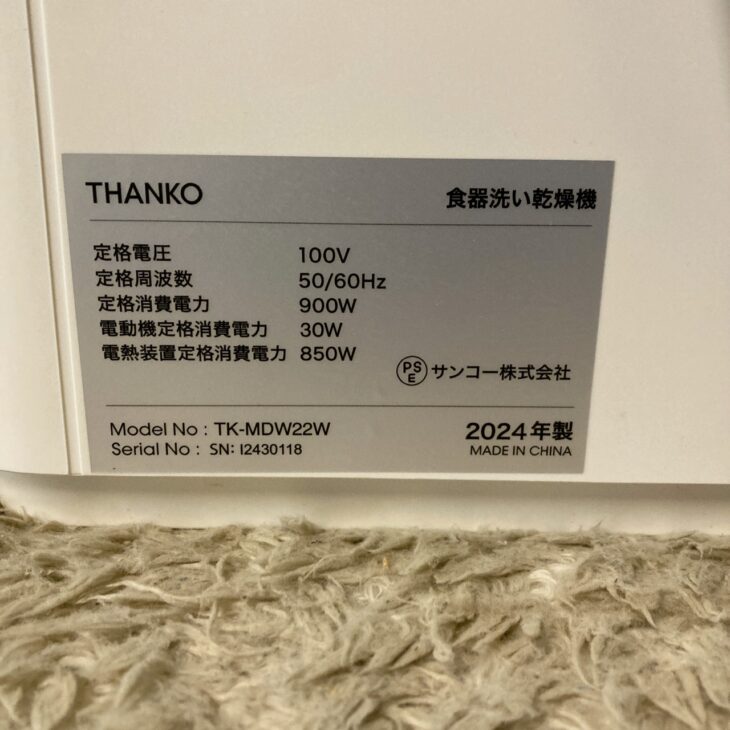 THANKO 食器洗い乾燥機
定格電圧 100V
定格周波数 50/60Hz
定格消費電力 900W
電動機定格消費電力 30W
電熱装置定格消費電力 850W
PSE サンコー株式会社
Model No : TK-MDW22W 2024年製
Serial No : SN: I2430118 MADE IN CHINA